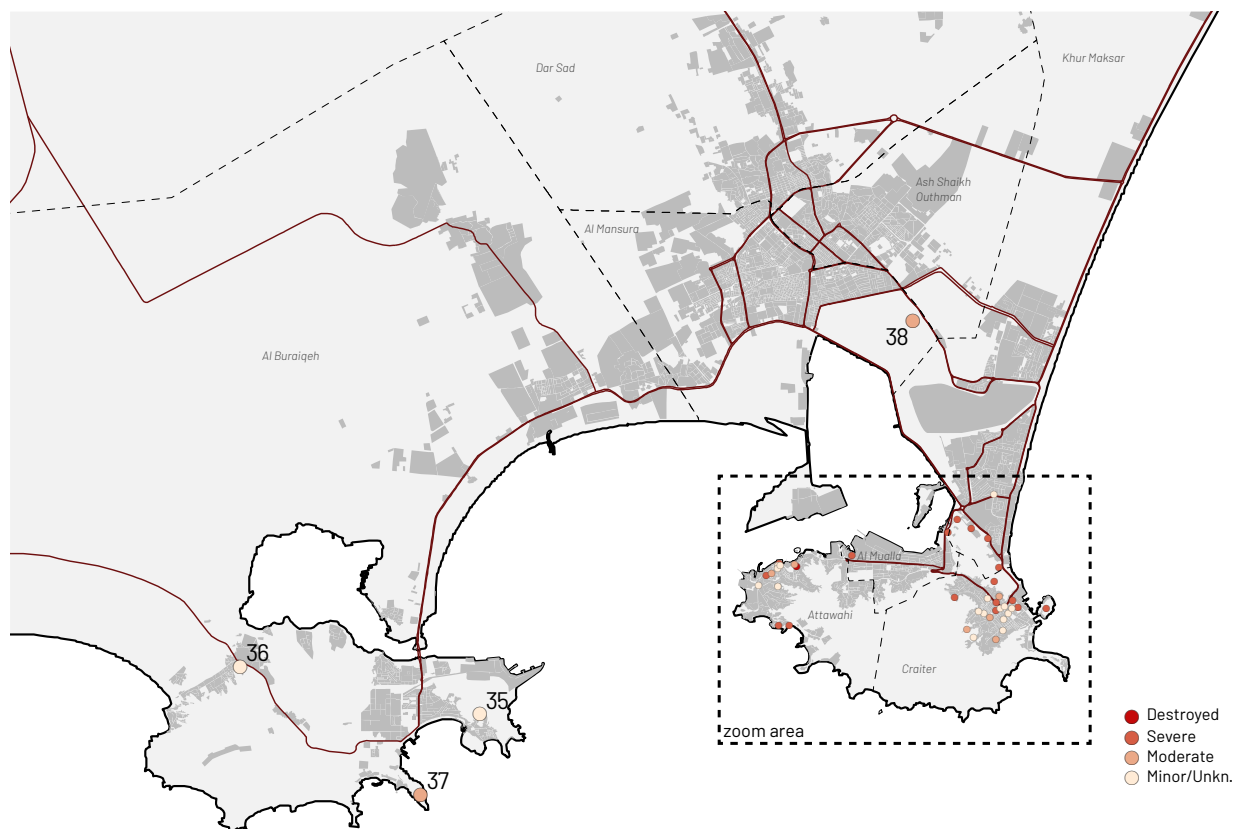 Dar Sad
Khur Maksar
Ash Shaikh
Outhman
Al Mansura
Al Buraiqeh
38
Al Mualla
Attawahi
Craiter
36
35
37
zoom area
Destroyed
Severe
Moderate
Minor/Unkn.